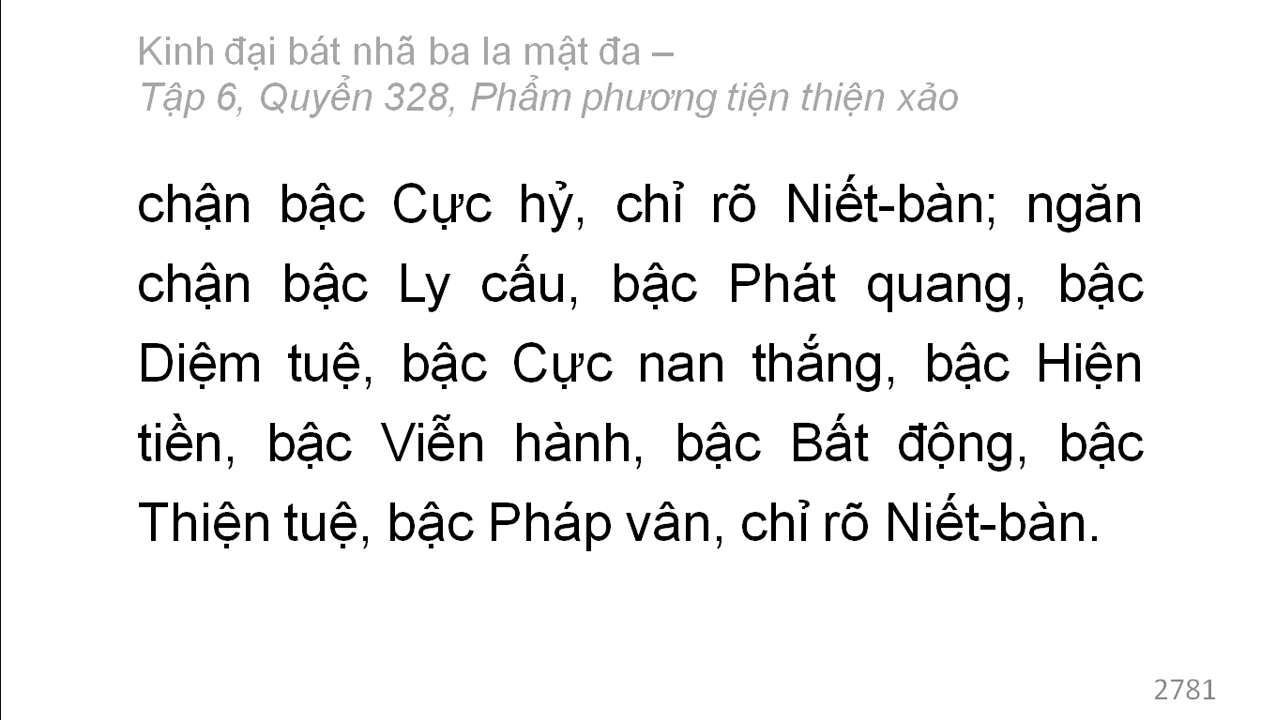 Kinh đại bát nhã ba la mật đa –
Tập 6, Quyển 328, Phẩm phương tiện thiện xảo
chận bậc Cực hỷ, chỉ rõ Niết-bàn; ngăn
chận bậc Ly cấu, bậc Phát quang, bậc
Diệm tuệ, bậc Cực nan thắng, bậc Hiện
tiền, bậc Viễn hành, bậc Bất động, bậc
Thiện tuệ, bậc Pháp vân, chỉ rõ Niết-bàn.
2781